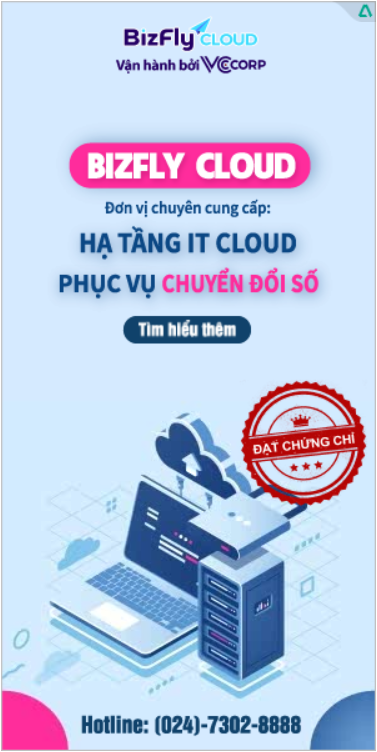 BizFly CLOUD
Vận hành bởi VCCORP
BIZFLY CLOUD
Đơn vị chuyên cung cấp:
HẠ TẦNG IT CLOUD
PHỤC VỤ CHUYỂN ĐỔI SỐ
Tìm hiểu thêm
ĐẠT CHỨNG CHỈ
Hotline: (024)-7302-8888